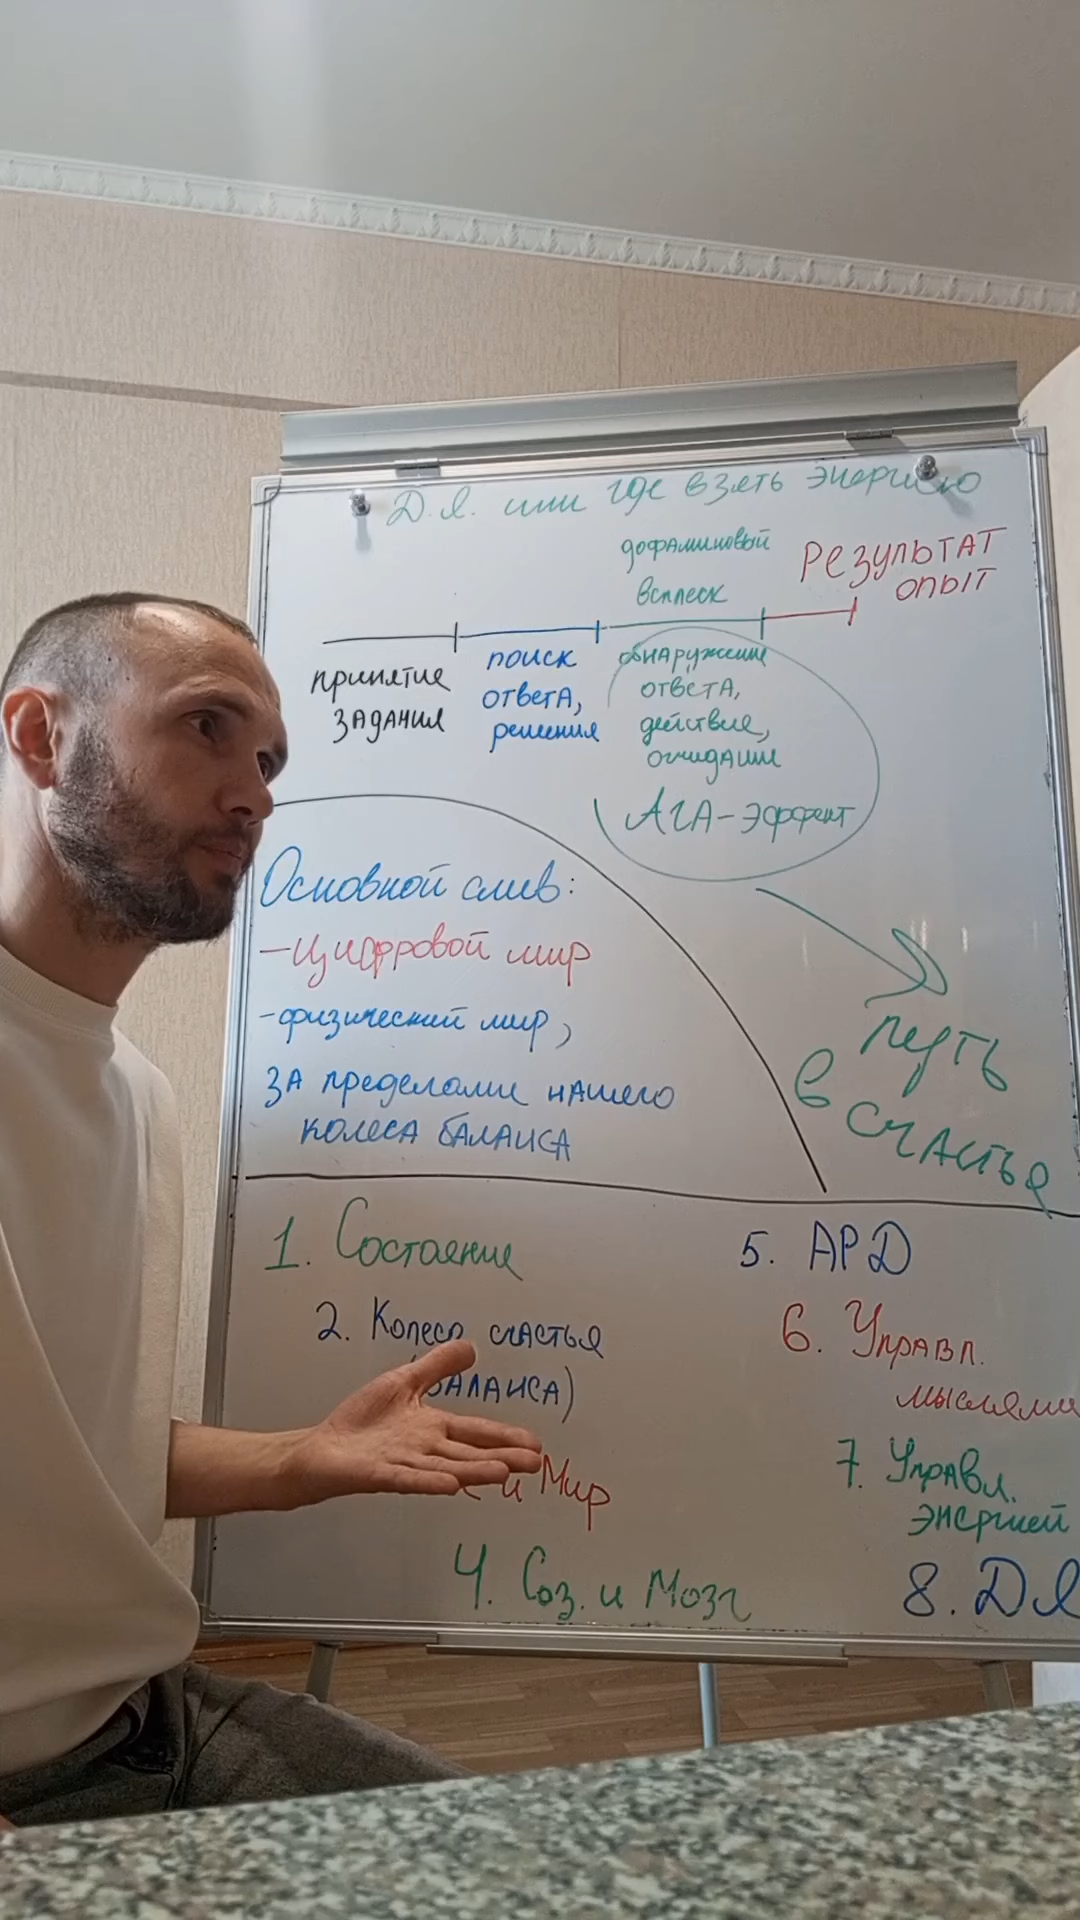 Д.Я. или где взять энергию
дофаминовый
всплеск
РЕЗУЛЬТАТ
ОПЫТ
принятие
задания
поиск
ответа,
решения
обнаружение
ответа,
действие,
ожидание
АГА-эффект
Основной слив:
-цифровой мир
-физический мир,
за пределами нашего
колеса баланса
путь
в
счастье
1. Состояние
2. Колесо счастья
БАЛАНСА)
и Мир
4. Соз. и Мозг
5. АРД
6. Управл.
мыслями
7. Управл.
энергией
8. ДЯ